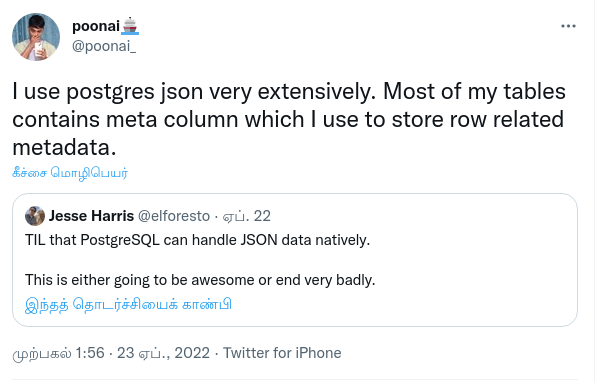 poonai🚢
@poonai_
I use postgres json very extensively. Most of my tables
contains meta column which I use to store row related
metadata.
கீச்சை மொழிபெயர்
Jesse Harris @elforesto · ஏப். 22
TIL that PostgreSQL can handle JSON data natively.
This is either going to be awesome or end very badly.
இந்தத் தொடர்ச்சியைக் காண்பி
முற்பகல் 1:56 · 23 ஏப்., 2022 · Twitter for iPhone